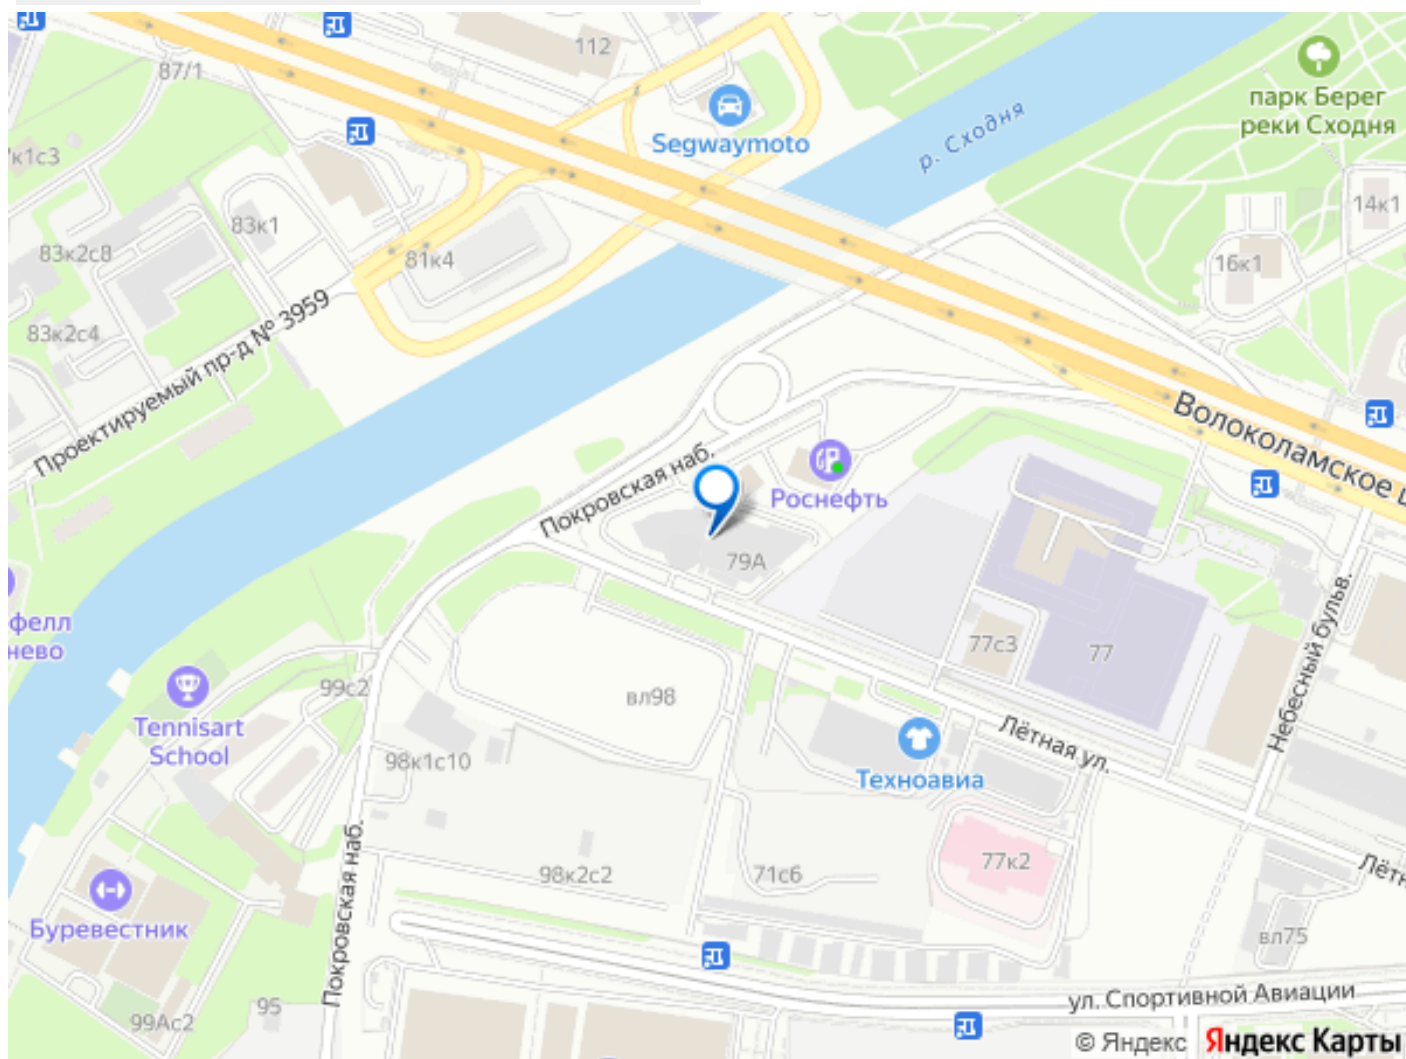 112
87/1
Segwaymoto
р. Сходня
парк Берег
реки Сходня
к1с3
83к1
14к1
83к2с8
81к4
16к1
83к2с4
Проектируемый пр-д № 3959
Волоколамское
Покровская наб.
Роснефть
79А
фелл
нево
77с3
77
Небесный бульв.
99с2
вл98
Tennisart
School
Лётная ул.
98к1с10
Техноавиа
Покровская наб.
98к2с2
71с6
77к2
Лётн
Буревестник
вл75
95
99Ас2
ул. Спортивной Авиации
© Яндекс Яндекс Карты